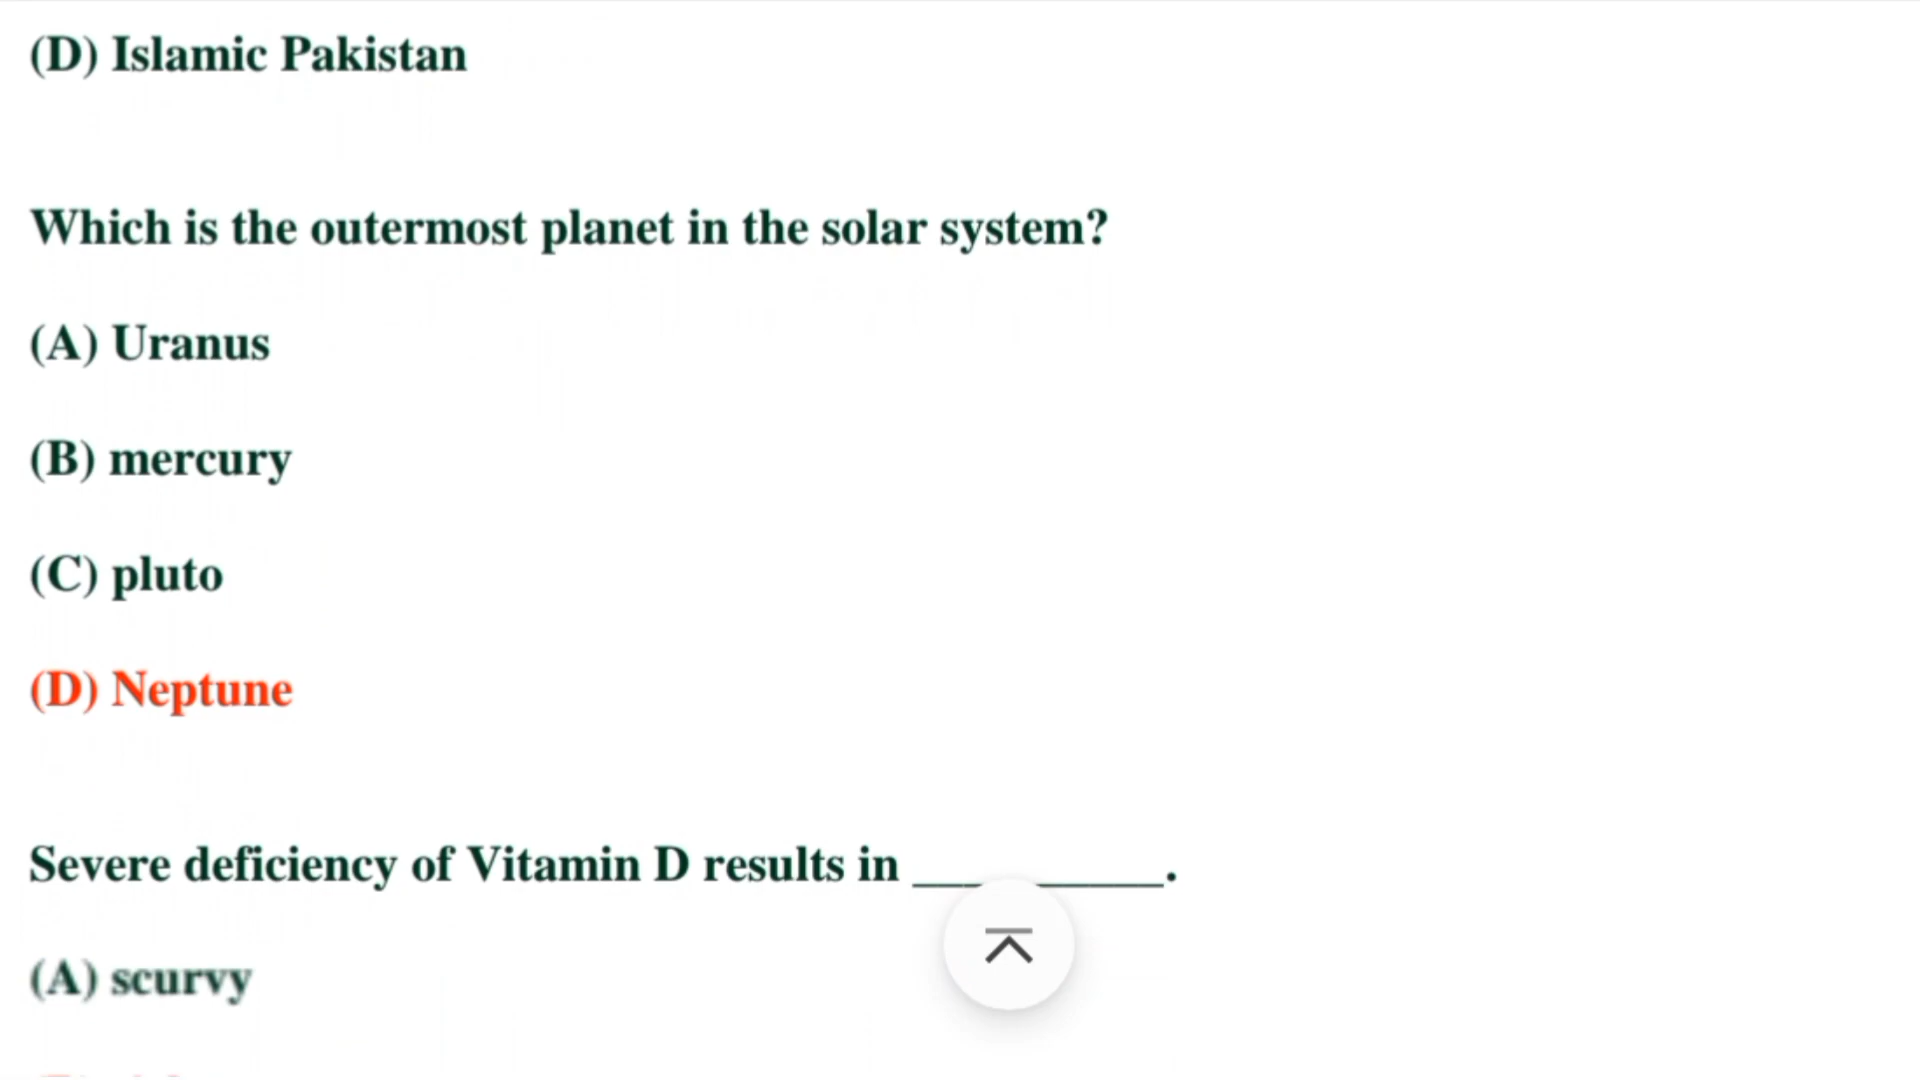 (D) Islamic Pakistan
Which is the outermost planet in the solar system?
(A) Uranus
(B) mercury
(C) pluto
(D) Neptune
Severe deficiency of Vitamin D results in __________.
(A) scurvy